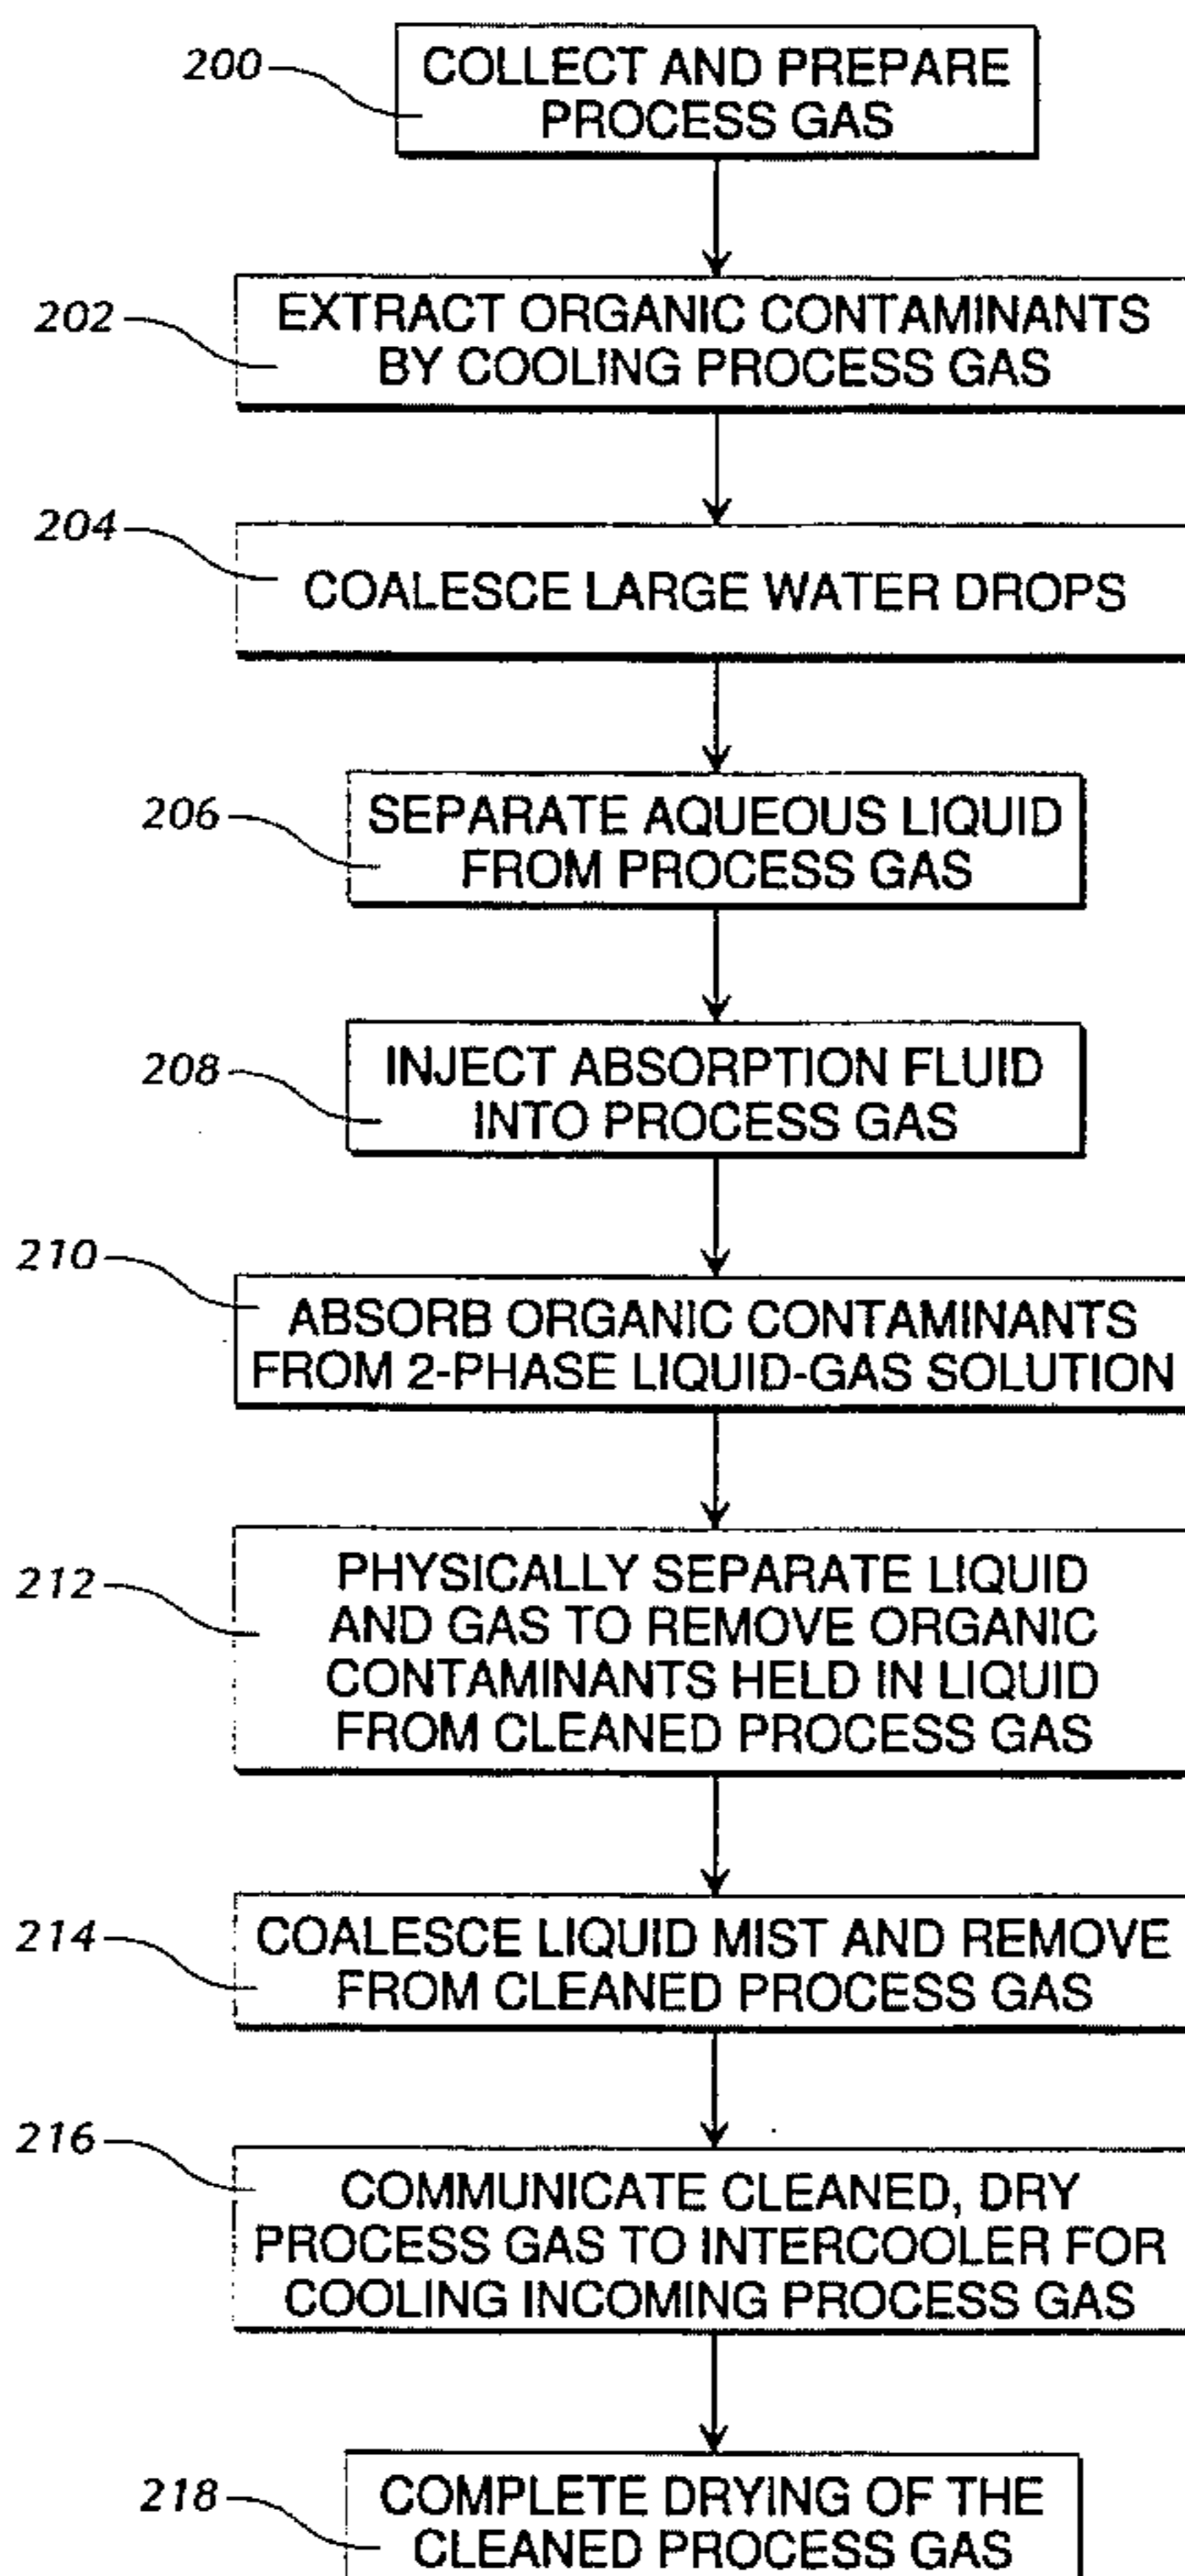 200
COLLECT AND PREPARE
PROCESS GAS
202
EXTRACT ORGANIC CONTAMINANTS
BY COOLING PROCESS GAS
204
COALESCE LARGE WATER DROPS
206
SEPARATE AQUEOUS LIQUID
FROM PROCESS GAS
208
INJECT ABSORPTION FLUID
INTO PROCESS GAS
210
ABSORB ORGANIC CONTAMINANTS
FROM 2-PHASE LIQUID-GAS SOLUTION
212
PHYSICALLY SEPARATE LIQUID
AND GAS TO REMOVE ORGANIC
CONTAMINANTS HELD IN LIQUID
FROM CLEANED PROCESS GAS
214
COALESCE LIQUID MIST AND REMOVE
FROM CLEANED PROCESS GAS
216
COMMUNICATE CLEANED, DRY
PROCESS GAS TO INTERCOOLER FOR
COOLING INCOMING PROCESS GAS
218
COMPLETE DRYING OF THE
CLEANED PROCESS GAS